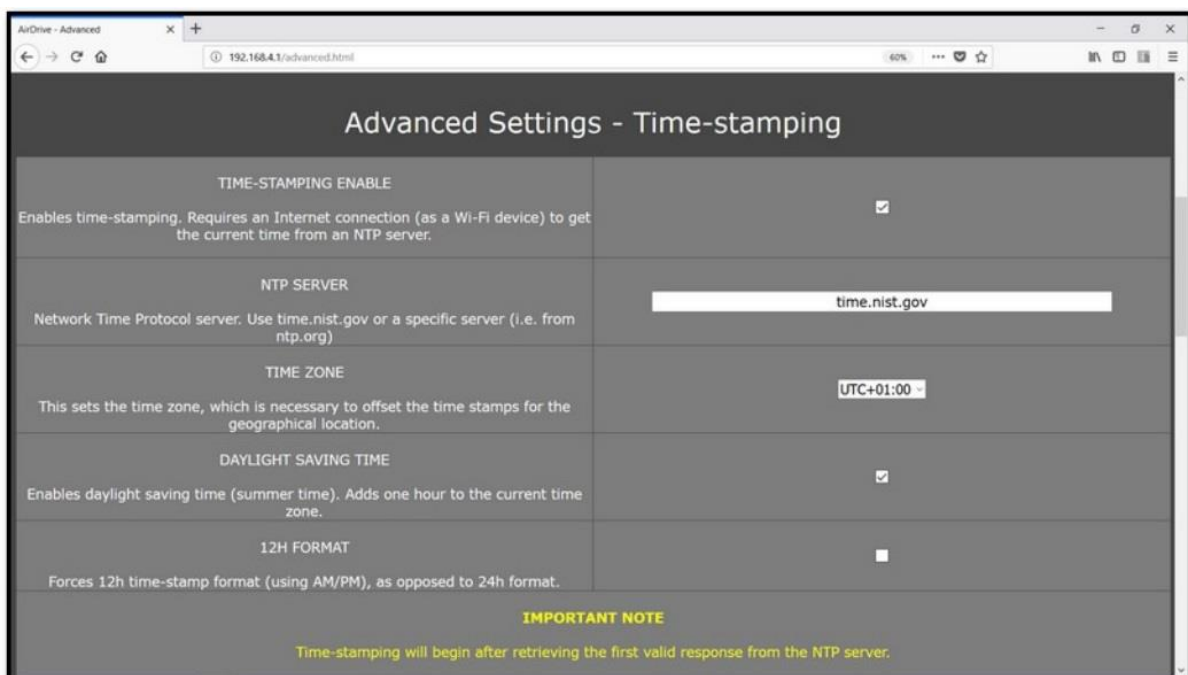 AirDrive - Advanced
192.168.4.1/advanced.html
60%
Advanced Settings - Time-stamping
TIME-STAMPING ENABLE
Enables time-stamping. Requires an Internet connection (as a Wi-Fi device) to get
the current time from an NTP server.
NTP SERVER
Network Time Protocol server. Use time.nist.gov or a specific server (i.e. from
ntp.org)
time.nist.gov
TIME ZONE
This sets the time zone, which is necessary to offset the time stamps for the
geographical location.
UTC+01:00
DAYLIGHT SAVING TIME
Enables daylight saving time (summer time). Adds one hour to the current time
zone.
12H FORMAT
Forces 12h time-stamp format (using AM/PM), as opposed to 24h format.
IMPORTANT NOTE
Time-stamping will begin after retrieving the first valid response from the NTP server.